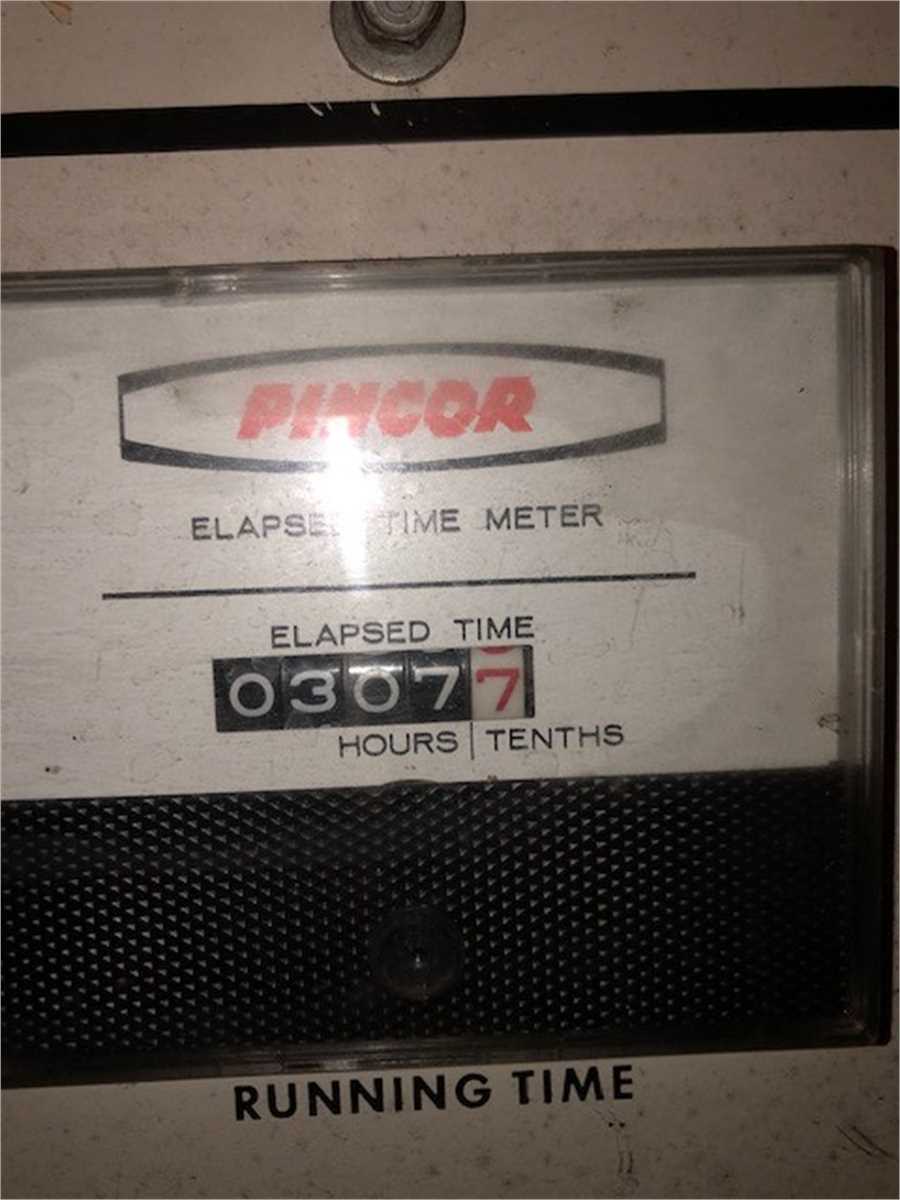 PINCOR
ELAPSED TIME METER
ELAPSED TIME
03077
HOURS | TENTHS
RUNNING TIME